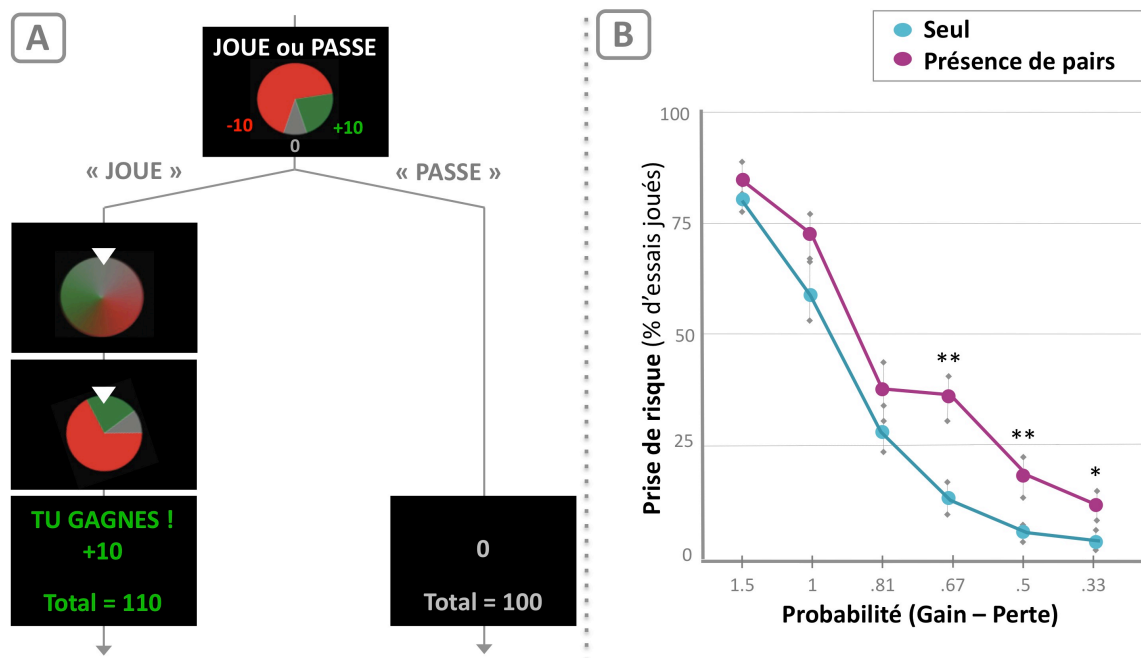 A
JOUE ou PASSE
-10
+10
0
« JOUE »
« PASSE »
TU GAGNES !
+10
Total = 110
0
Total = 100
B
Seul
Présence de pairs
Prise de risque (% d'essais joués)
100
75
50
25
0
**
**
*
1.5 1 .81 .67 .5 .33
Probabilité (Gain – Perte)